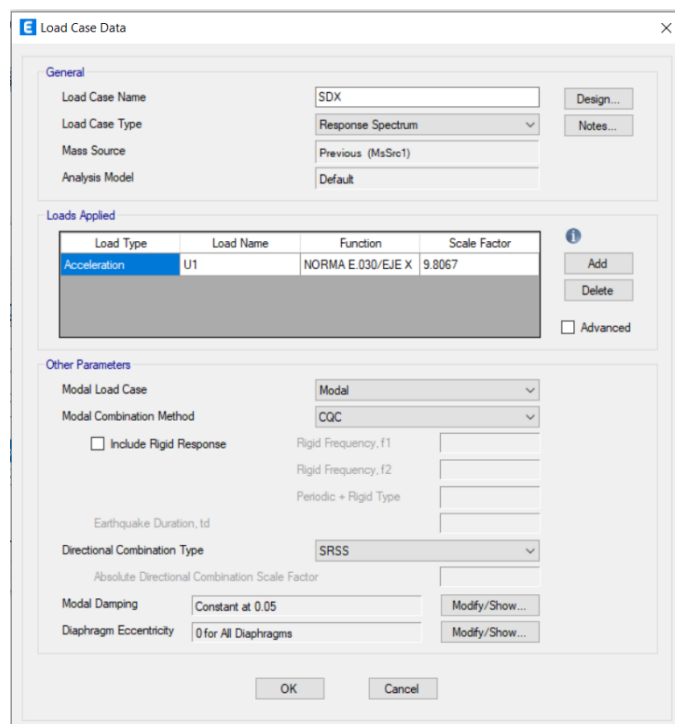 Load Case Data
General
Load Case Name SDX Design...
Load Case Type Response Spectrum Notes...
Mass Source Previous (MsSrc1)
Analysis Model Default
Loads Applied
Load Type Load Name Function Scale Factor
Acceleration U1 NORMA E.030/EJE X 9.8067
Add
Delete
Advanced
Other Parameters
Modal Load Case Modal
Modal Combination Method CQC
Include Rigid Response Rigid Frequency, f1
Rigid Frequency, f2
Periodic + Rigid Type
Earthquake Duration, td
Directional Combination Type SRSS
Absolute Directional Combination Scale Factor
Modal Damping Constant at 0.05 Modify/Show...
Diaphragm Eccentricity 0 for All Diaphragms Modify/Show...
OK Cancel